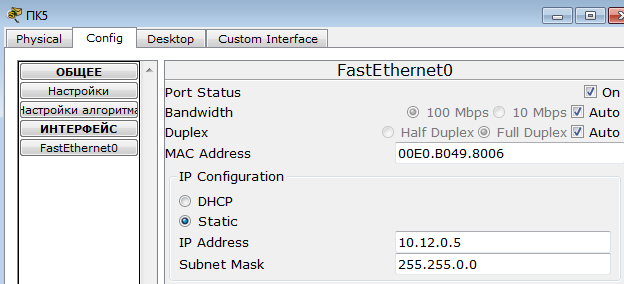 ПК5
Physical Config Desktop Custom Interface
ОБЩЕЕ
Настройки
Настройки алгоритма
ИНТЕРФЕЙС
FastEthernet0
FastEthernet0
Port Status On
Bandwidth 100 Mbps 10 Mbps Auto
Duplex Half Duplex Full Duplex Auto
MAC Address 00E0.B049.8006
IP Configuration
DHCP
Static
IP Address 10.12.0.5
Subnet Mask 255.255.0.0